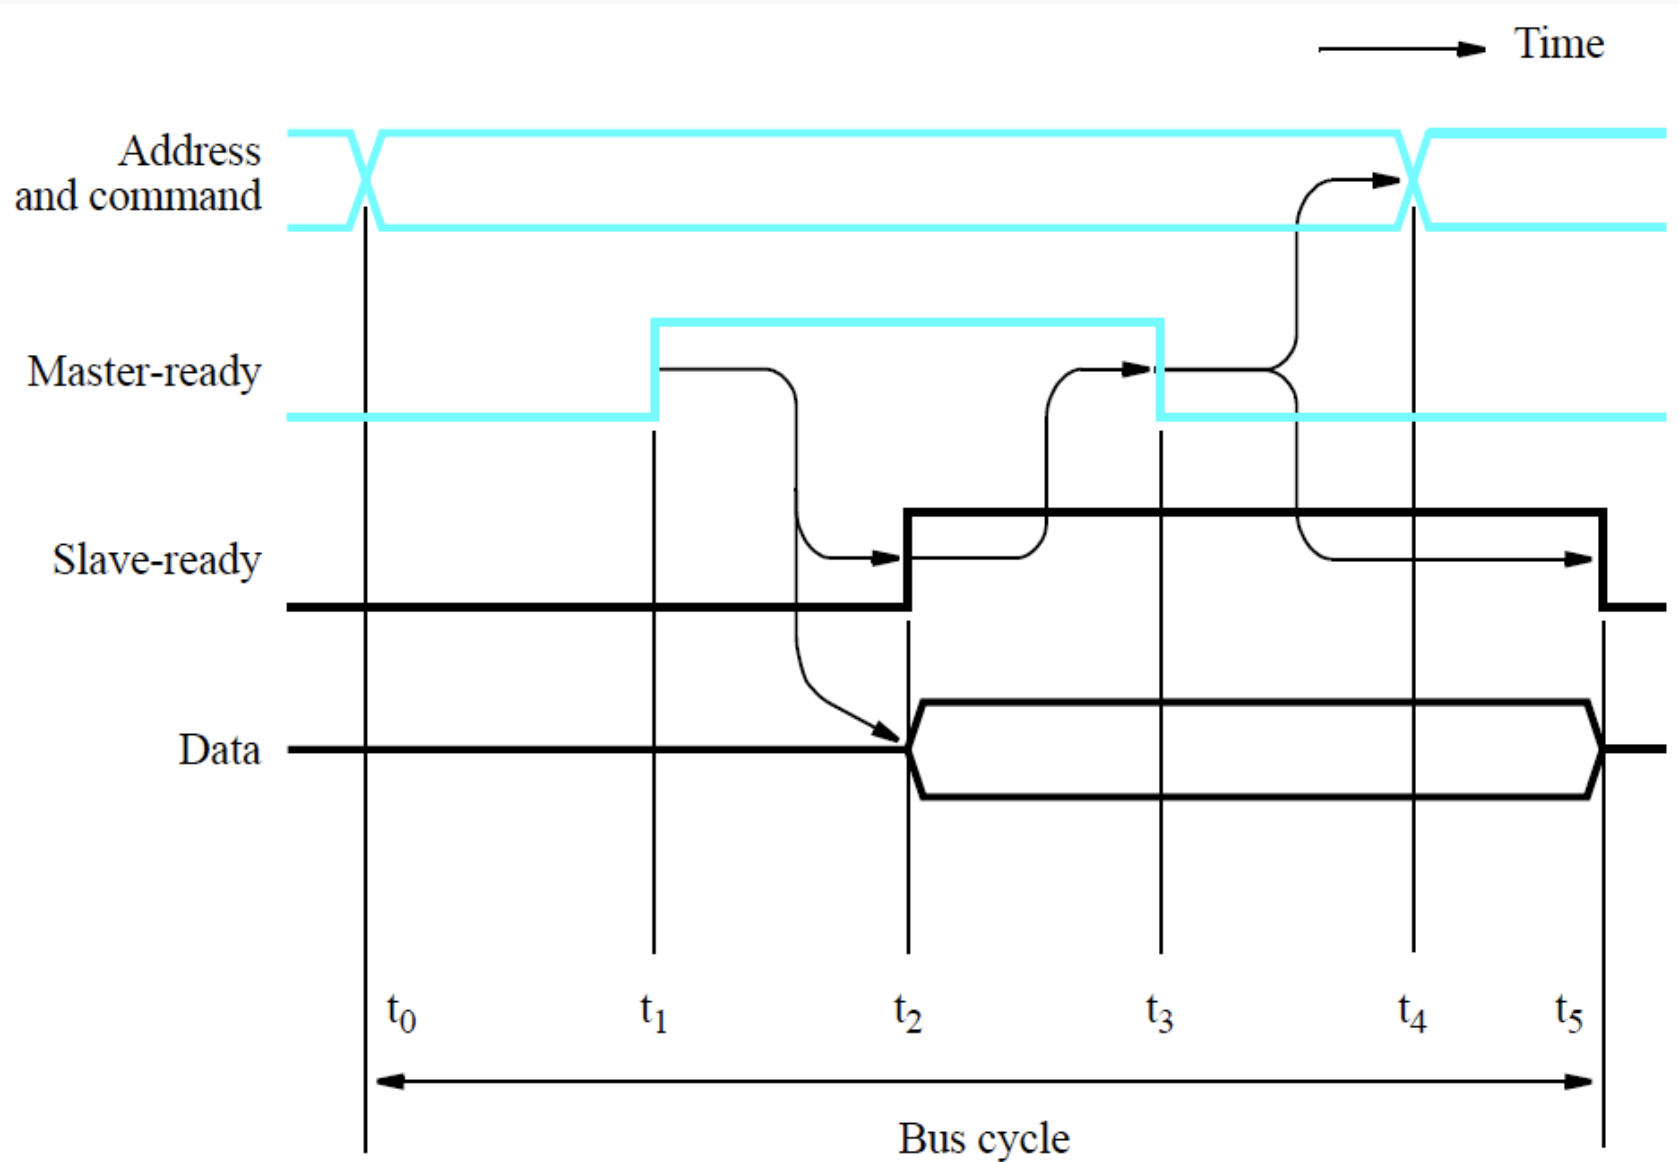 Time
Address
and command
Master-ready
Slave-ready
Data
t0 t1 t2 t3 t4 t5
Bus cycle